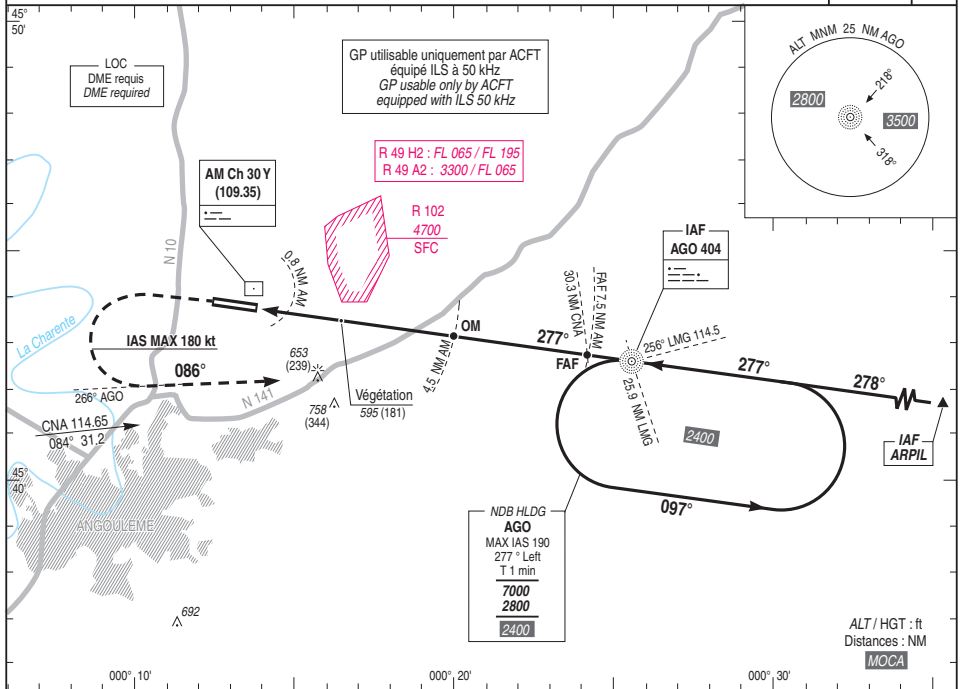 45°
50'
LOC
DME requis
DME required
GP utilisable uniquement par ACFT
équipé ILS à 50 kHz
GP usable only by ACFT
equipped with ILS 50 kHz
ALT MNM 25 NM AGO
218°
2800
3500
318°
R 49 H2 : FL 065 / FL 195
R 49 A2 : 3300 / FL 065
AM Ch 30 Y
(109.35)
R 102
4700
SFC
IAF
AGO 404
N 10
0.8 NM AM
30.3 NM CNA
FAF 7.5 NM AM
La Charente
OM
277°
256° LMG 114.5
IAS MAX 180 kt
FAF
277°
278°
086°
653
(239)
4.5 NM AM
25.9 NM LMG
266° AGO
N 141
Végétation
595 (181)
758
(344)
CNA 114.65
084° 31.2
2400
IAF
ARPIL
45°
40'
097°
ANGOULEME
NDB HLDG
AGO
MAX IAS 190
277 ° Left
T 1 min
7000
2800
2400
692
ALT / HGT : ft
Distances : NM
MOCA
000° 10'
000° 20'
000° 30'